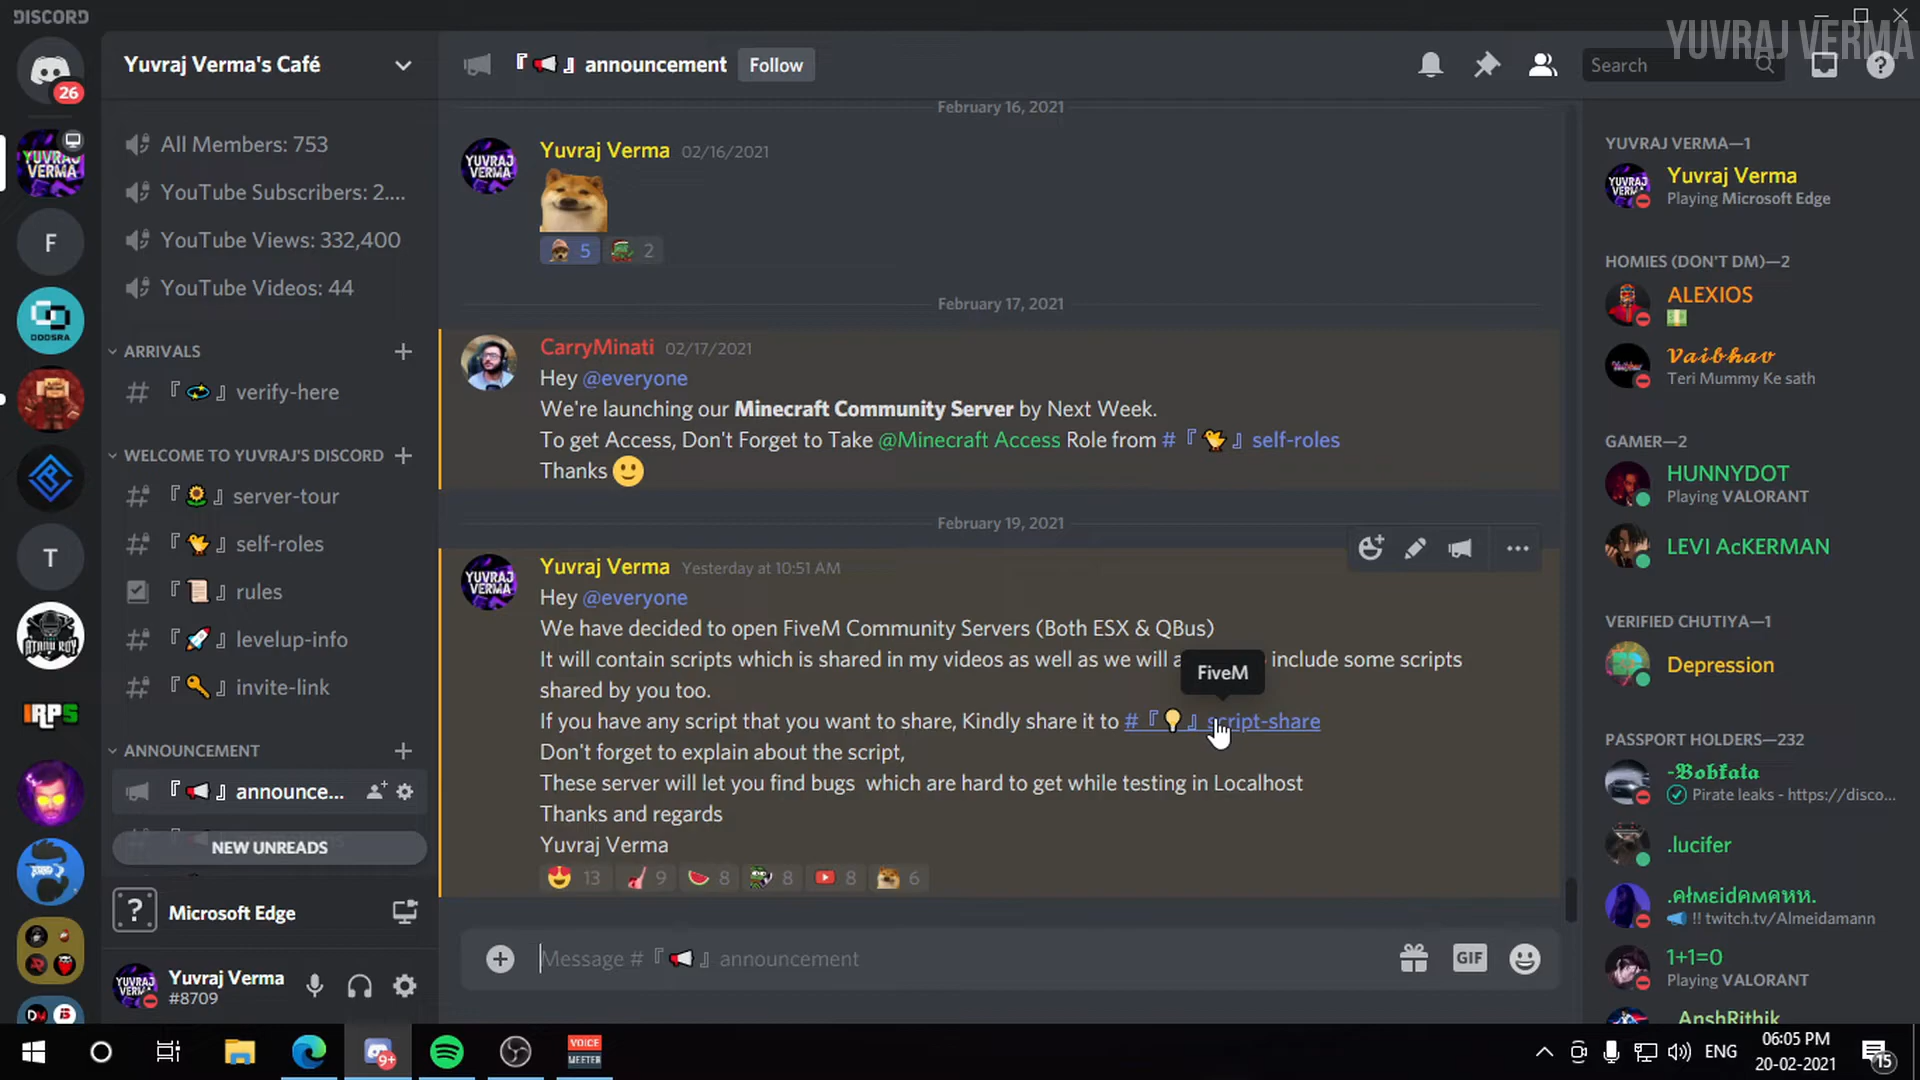 DISCORD
YUVRAJ VERMA
26
Yuvraj Verma's Café
『📢』 announcement
Follow
Search
All Members: 753
YouTube Subscribers: 2....
YouTube Views: 332,400
YouTube Videos: 44
ARRIVALS
『💫』 verify-here
WELCOME TO YUVRAJ'S DISCORD
『🌻』 server-tour
『🐤』 self-roles
『📜』 rules
『🚀』 levelup-info
『🔑』 invite-link
ANNOUNCEMENT
『📢』 announce...
NEW UNREADS
Microsoft Edge
Yuvraj Verma
#8709
YUVRAJ
VERMA
F
ODDSRA
T
IRPS
February 16, 2021
Yuvraj Verma 02/16/2021
5
2
February 17, 2021
CarryMinati 02/17/2021
Hey @everyone
We're launching our Minecraft Community Server by Next Week.
To get Access, Don't Forget to Take @Minecraft Access Role from # 『🐤』 self-roles
Thanks 🙂
February 19, 2021
Yuvraj Verma Yesterday at 10:51 AM
Hey @everyone
We have decided to open FiveM Community Servers (Both ESX & QBus)
It will contain scripts which is shared in my videos as well as we will a include some scripts
shared by you too.
FiveM
If you have any script that you want to share, Kindly share it to # 『💡』 script-share
Don't forget to explain about the script,
These server will let you find bugs which are hard to get while testing in Localhost
Thanks and regards
Yuvraj Verma
13 9 8 8 8 6
Message # 『📢』 announcement
GIF
YUVRAJ VERMA—1
Yuvraj Verma
Playing Microsoft Edge
HOMIES (DON'T DM)—2
ALEXIOS
𝓥𝓪𝓲𝓫𝓱𝓪𝓿
Teri Mummy Ke sath
GAMER—2
HUNNYDOT
Playing VALORANT
LEVI AcKERMAN
VERIFIED CHUTIYA—1
Depression
PASSPORT HOLDERS—232
-𝕭𝖔𝖇𝖐𝖆𝖙𝖆
Pirate leaks - https://disco...
.lucifer
!! twitch.tv/Almeidamann
1+1=0
Playing VALORANT
AnshRithik
9+
VOICE
MEETER
ENG
06:05 PM
20-02-2021
15